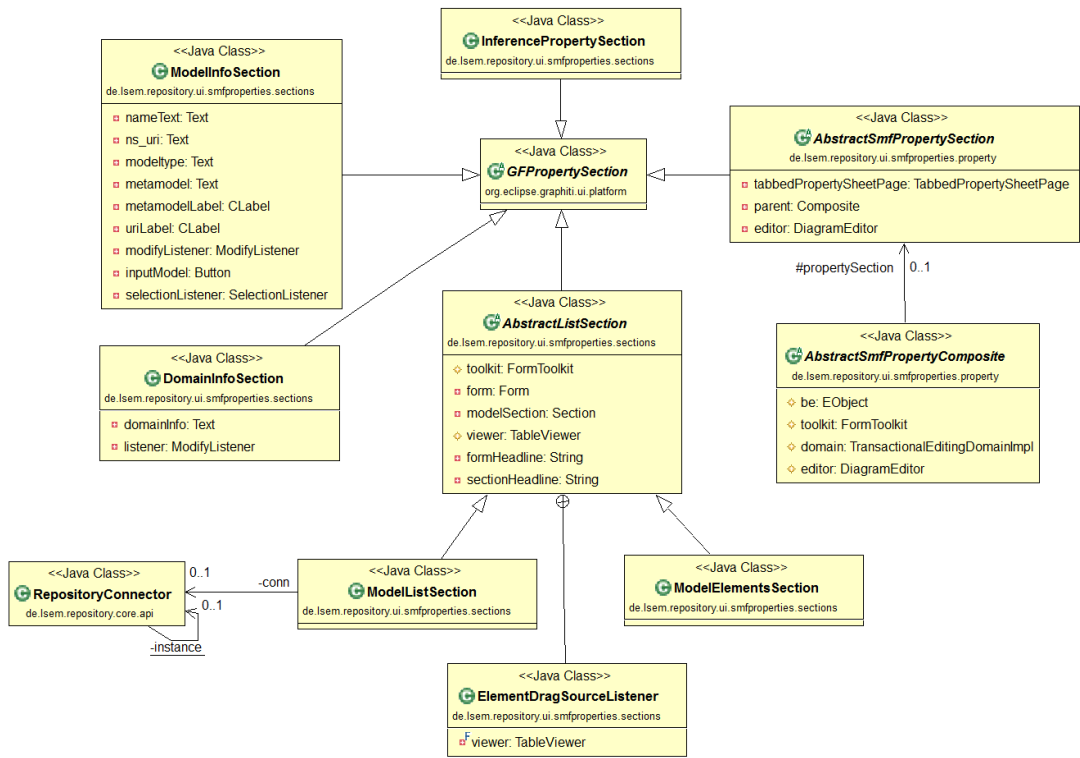 <<Java Class>>
InferencePropertySection
de.lsem.repository.ui.smfproperties.sections
<<Java Class>>
ModelInfoSection
de.lsem.repository.ui.smfproperties.sections
nameText: Text
ns_uri: Text
modeltype: Text
metamodel: Text
metamodelLabel: CLabel
uriLabel: CLabel
modifyListener: ModifyListener
inputModel: Button
selectionListener: SelectionListener
<<Java Class>>
GFPropertySection
org.eclipse.graphiti.ui.platform
<<Java Class>>
AbstractSmfPropertySection
de.lsem.repository.ui.smfproperties.property
tabbedPropertySheetPage: TabbedPropertySheetPage
parent: Composite
editor: DiagramEditor
#propertySection
0..1
<<Java Class>>
AbstractListSection
de.lsem.repository.ui.smfproperties.sections
toolkit: FormToolkit
form: Form
modelSection: Section
viewer: TableViewer
formHeadline: String
sectionHeadline: String
<<Java Class>>
AbstractSmfPropertyComposite
de.lsem.repository.ui.smfproperties.property
be: EObject
toolkit: FormToolkit
domain: TransactionalEditingDomainImpl
editor: DiagramEditor
<<Java Class>>
DomainInfoSection
de.lsem.repository.ui.smfproperties.sections
domainInfo: Text
listener: ModifyListener
<<Java Class>>
RepositoryConnector
de.lsem.repository.core.api
0..1
-conn
0..1
-instance
<<Java Class>>
ModelListSection
de.lsem.repository.ui.smfproperties.sections
<<Java Class>>
ModelElementsSection
de.lsem.repository.ui.smfproperties.sections
<<Java Class>>
ElementDragSourceListener
de.lsem.repository.ui.smfproperties.sections
viewer: TableViewer